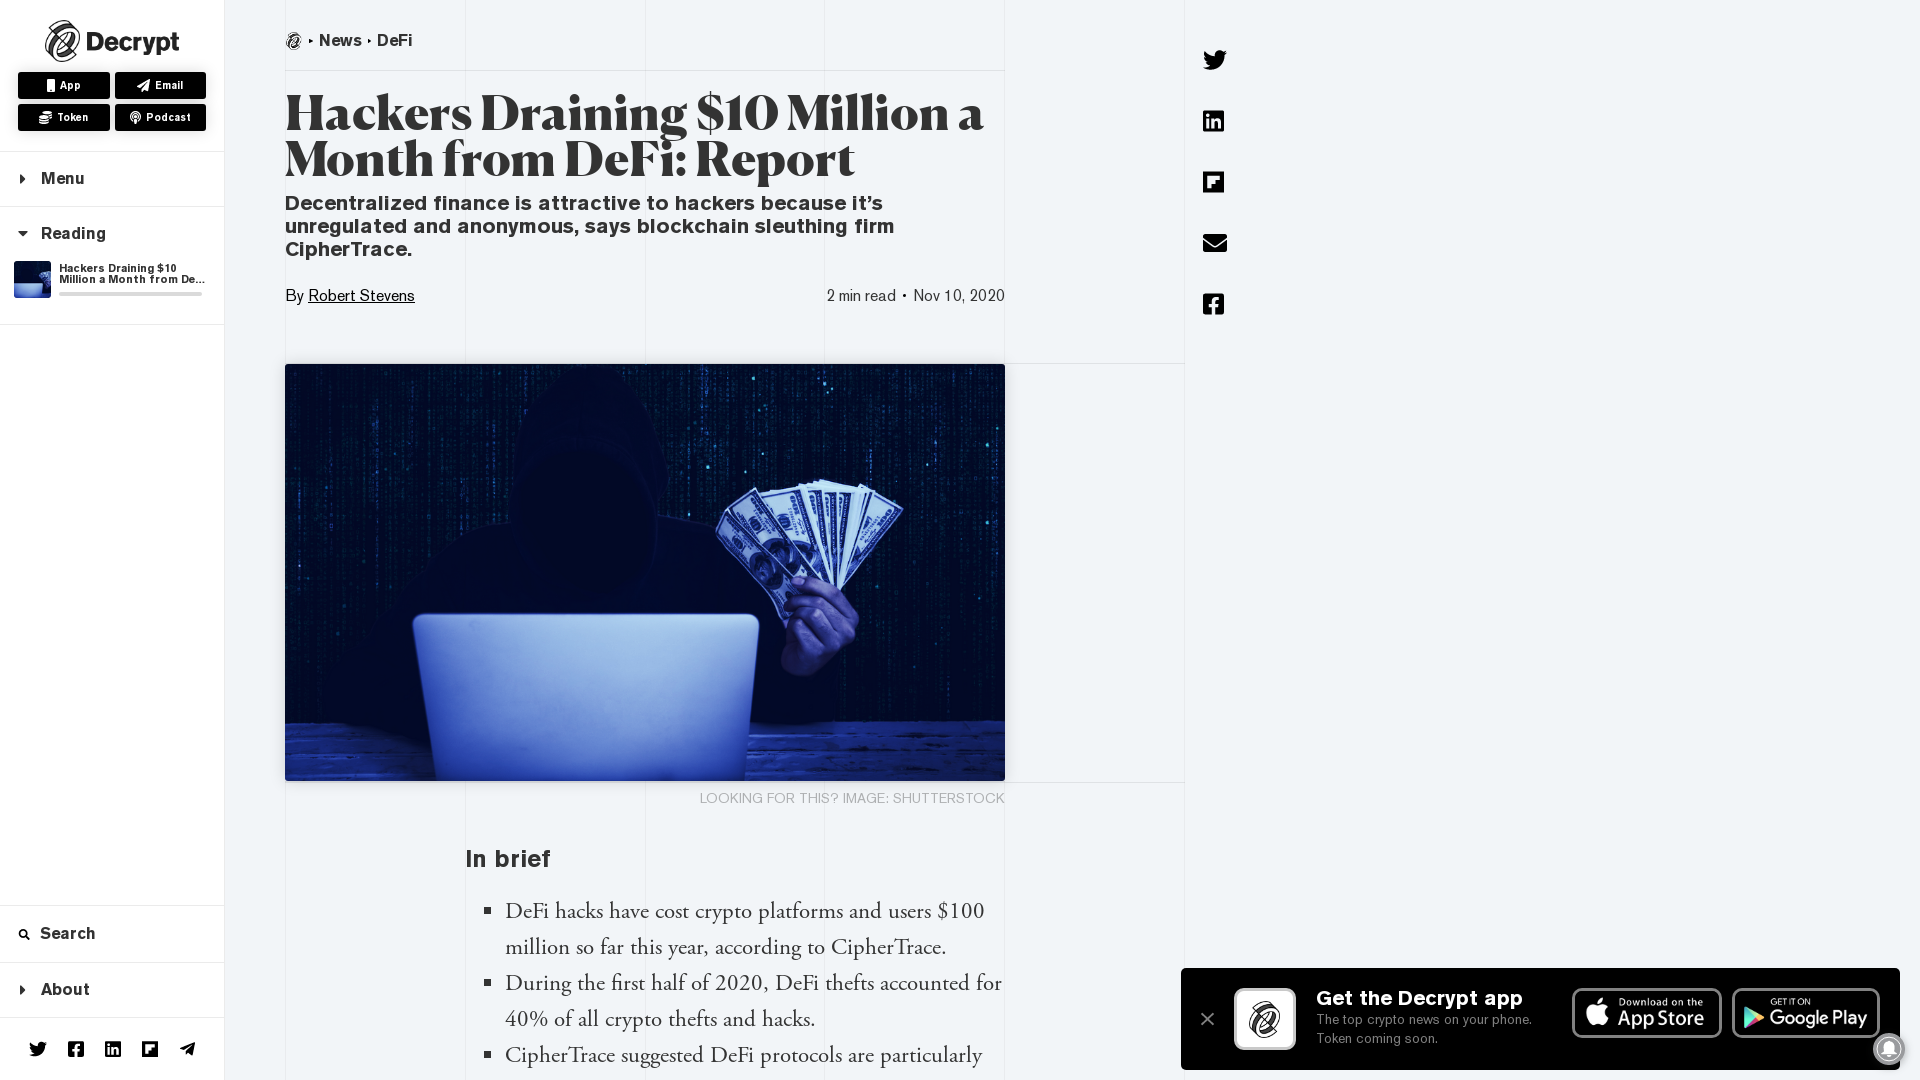 Decrypt
App
Email
Token
Podcast
Menu
Reading
Hackers Draining $10
Million a Month from De...
Search
About
News
DeFi
Hackers Draining $10 Million a
Month from DeFi: Report
Decentralized finance is attractive to hackers because it’s
unregulated and anonymous, says blockchain sleuthing firm
CipherTrace.
By Robert Stevens
2 min read • Nov 10, 2020
LOOKING FOR THIS? IMAGE: SHUTTERSTOCK
In brief
DeFi hacks have cost crypto platforms and users $100
million so far this year, according to CipherTrace.
During the first half of 2020, DeFi thefts accounted for
40% of all crypto thefts and hacks.
CipherTrace suggested DeFi protocols are particularly
Get the Decrypt app
The top crypto news on your phone.
Token coming soon.
Download on the
App Store
GET IT ON
Google Play